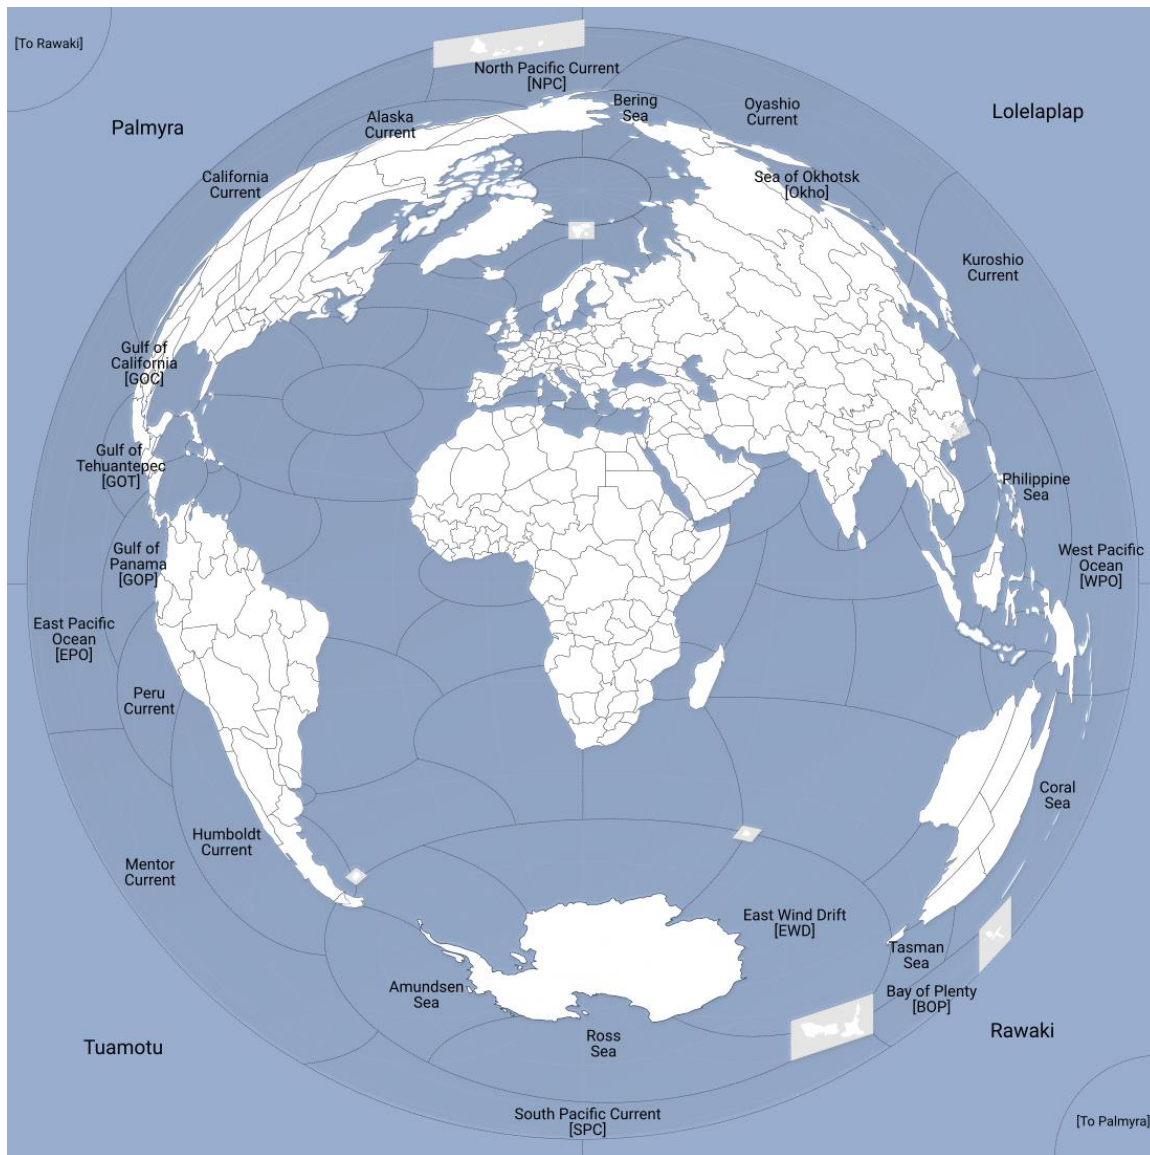 [To Rawaki]
North Pacific Current
[NPC]
Bering
Sea
Oyashio
Current
Lolelaplap
Palmyra
Alaska
Current
California
Current
Sea of Okhotsk
[Okho]
Kuroshio
Current
Gulf of
California
[GOC]
Gulf of
Tehuantepec
[GOT]
Philippine
Sea
Gulf of
Panama
[GOP]
West Pacific
Ocean
[WPO]
East Pacific
Ocean
[EPO]
Peru
Current
Coral
Sea
Humboldt
Current
Mentor
Current
East Wind Drift
[EWD]
Tasman
Sea
Amundsen
Sea
Bay of Plenty
[BOP]
Ross
Sea
Rawaki
Tuamotu
South Pacific Current
[SPC]
[To Palmyra]